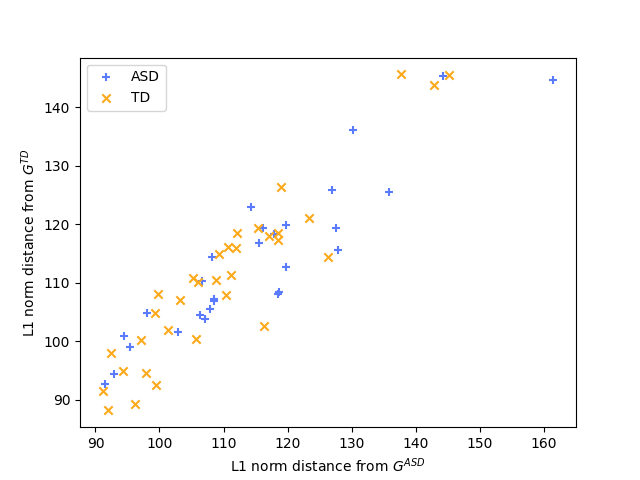 ASD
TD
140
130
120
110
100
90
L1 norm distance from G^{TD}
90 100 110 120 130 140 150 160
L1 norm distance from G^{ASD}